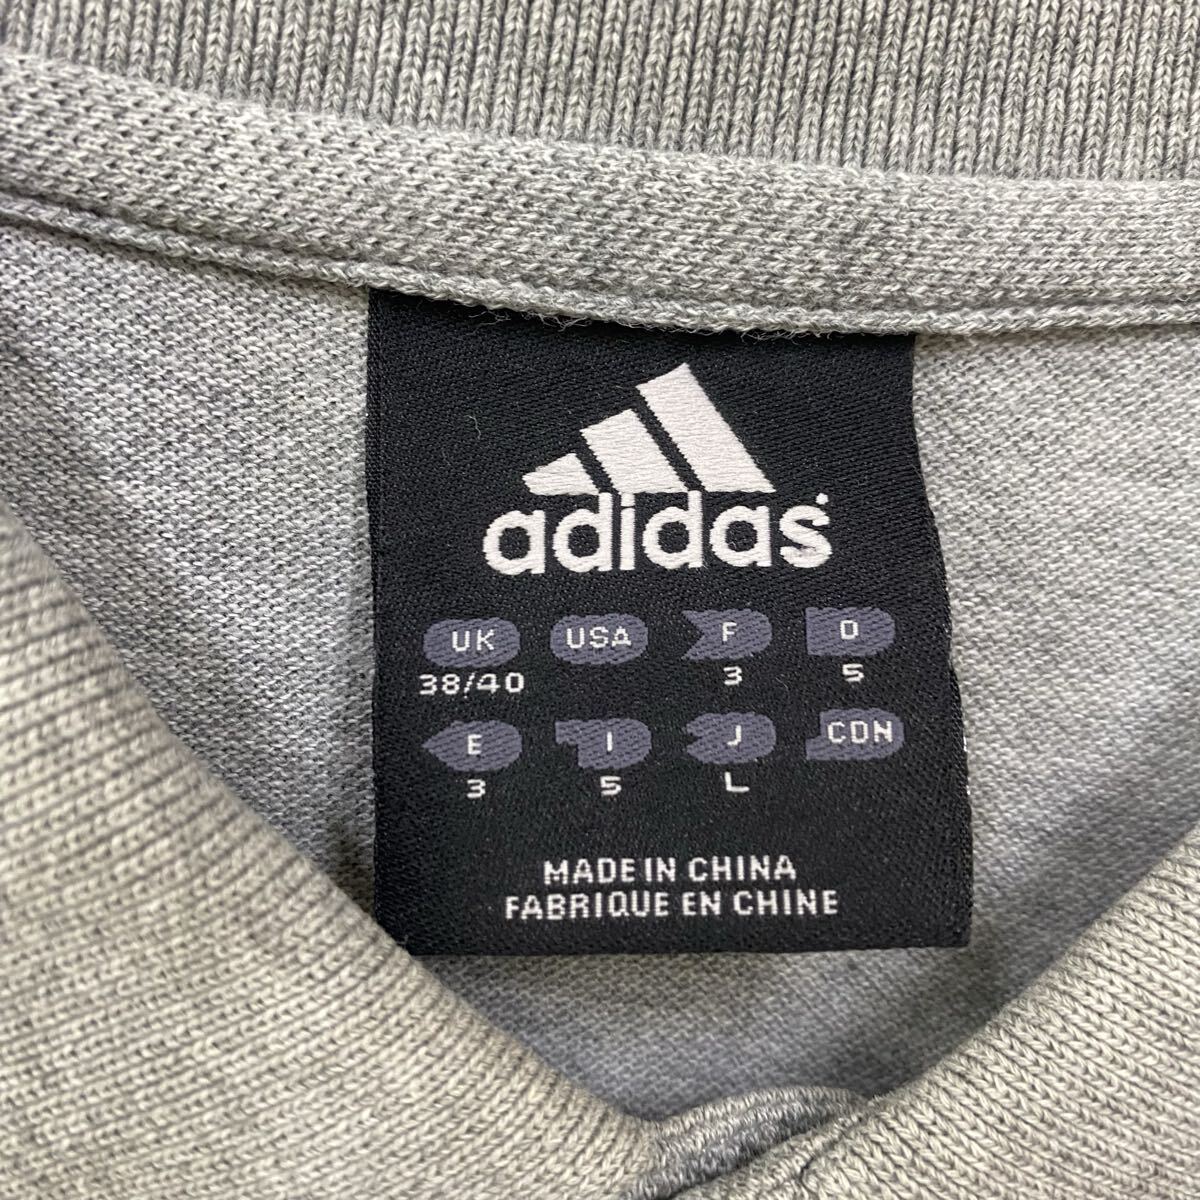 adidas
UK USA F D
38/40 3 5
E I J CDN
3 5 L
MADE IN CHINA
FABRIQUE EN CHINE